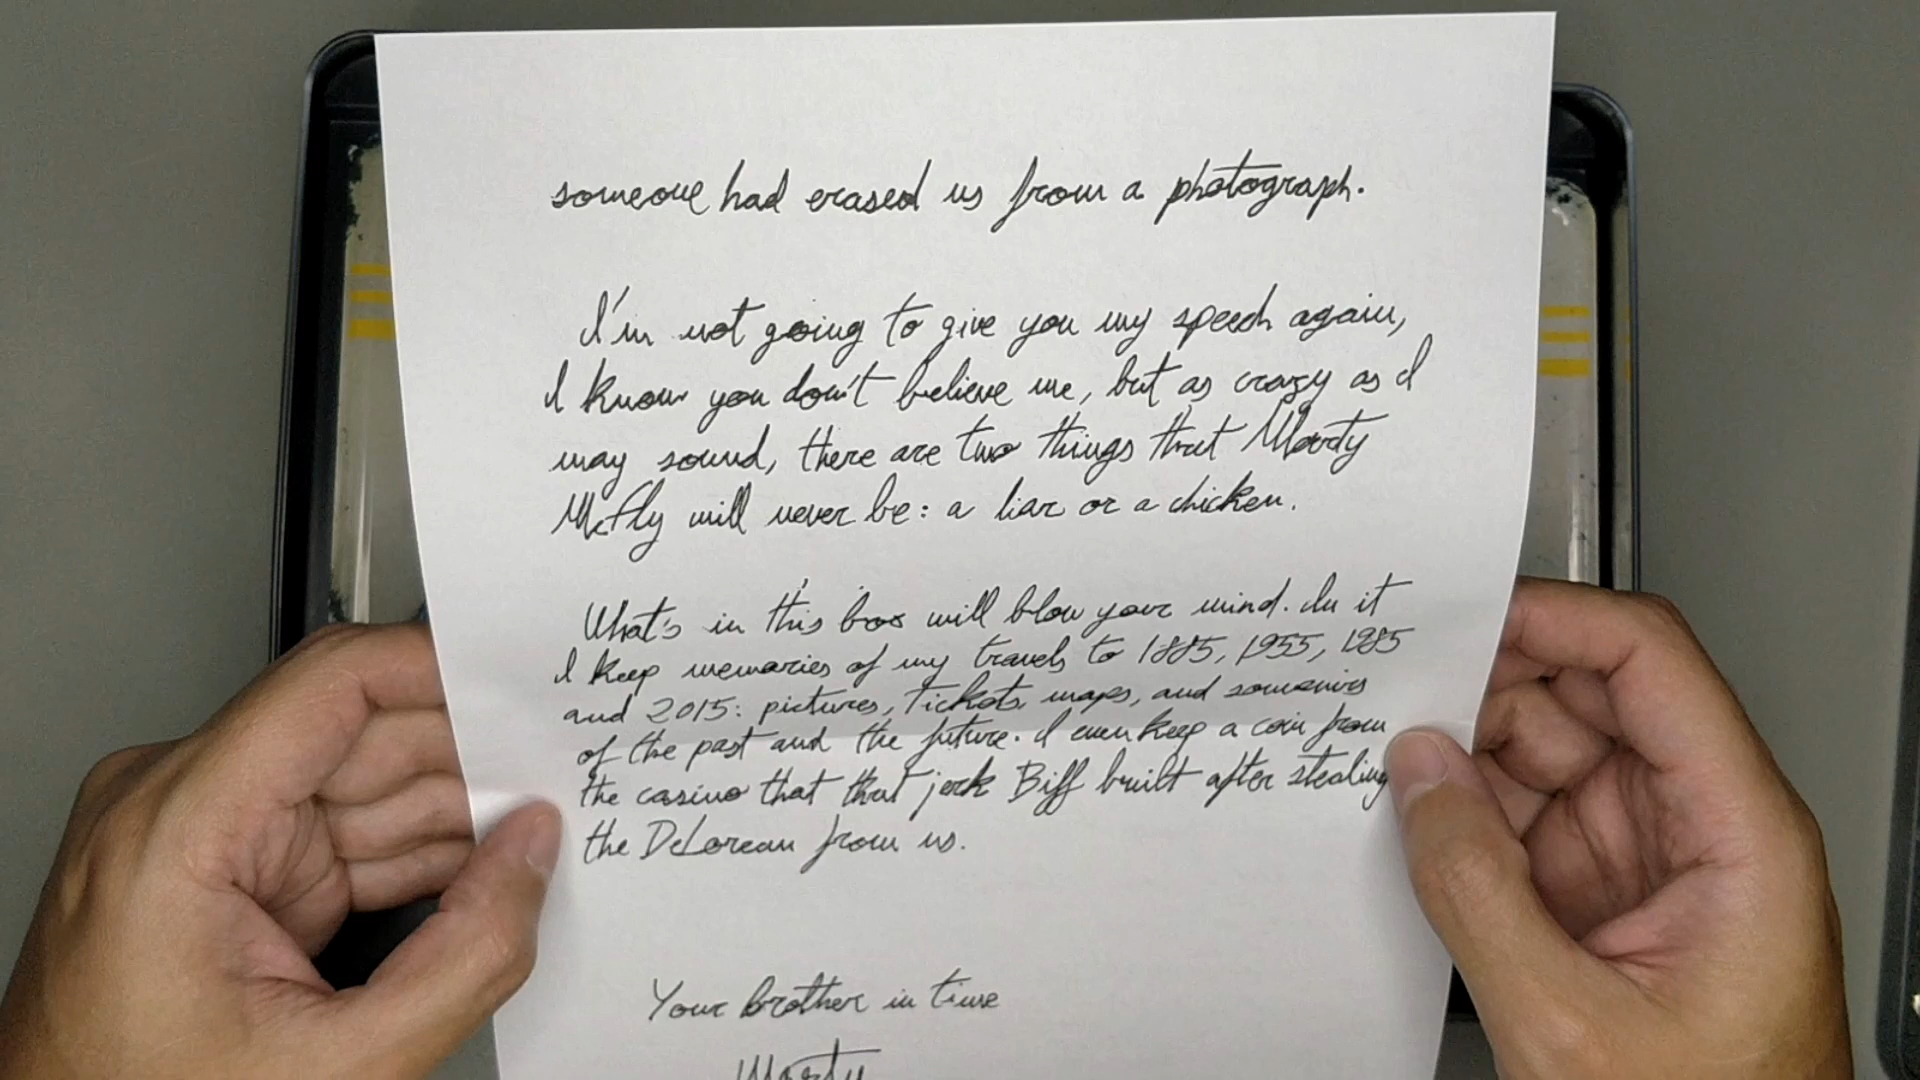 someone had erased us from a photograph.
I'm not going to give you my speech again,
I know you don't believe me, but as crazy as I
may sound, there are two things that Marty
McFly will never be: a liar or a chicken.
What's in this box will blow your mind. In it
I keep memories of my travels to 1885, 1955, 1985
and 2015: pictures, tickets, maps, and souvenirs
of the past and the future. I even keep a coin from
the casino that that jerk Biff built after stealing
the DeLorean from us.
Your brother in time
Marty